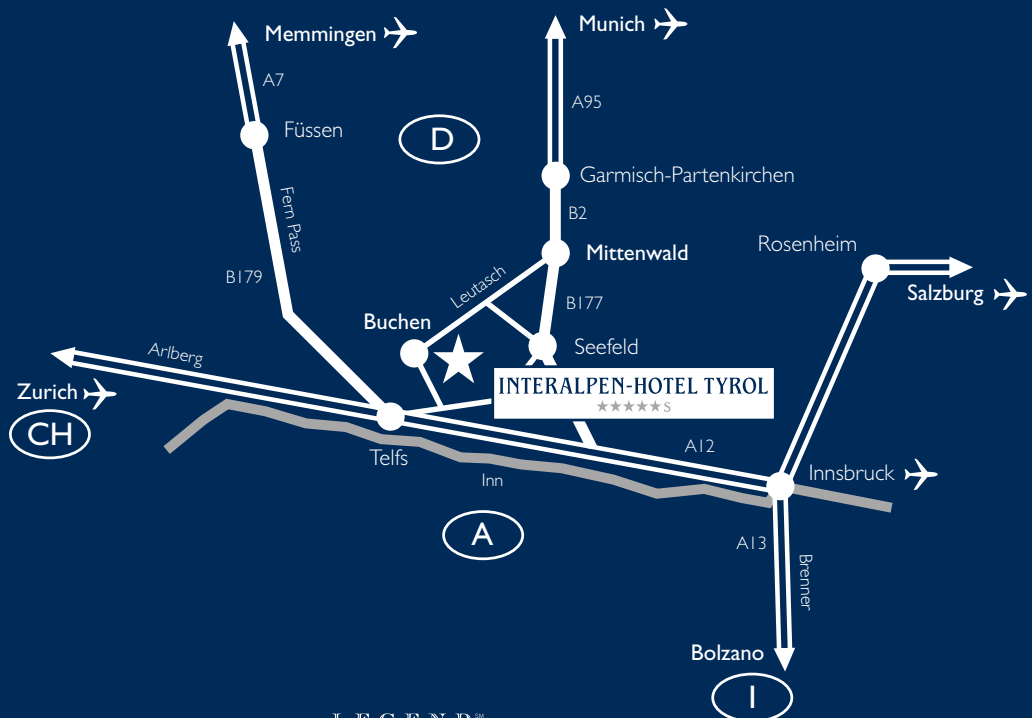 Munich
Memmingen
A7
A95
Füssen
D
Garmisch-Partenkirchen
Fern Pass
B2
Rosenheim
Mittenwald
B179
Leutasch
Salzburg
B177
Buchen
Seefeld
Arlberg
INTERALPEN-HOTEL TYROL
★★★★★S
Zurich
CH
A12
Telfs
Innsbruck
Inn
A
A13
Brenner
Bolzano
I
LEGEND℠